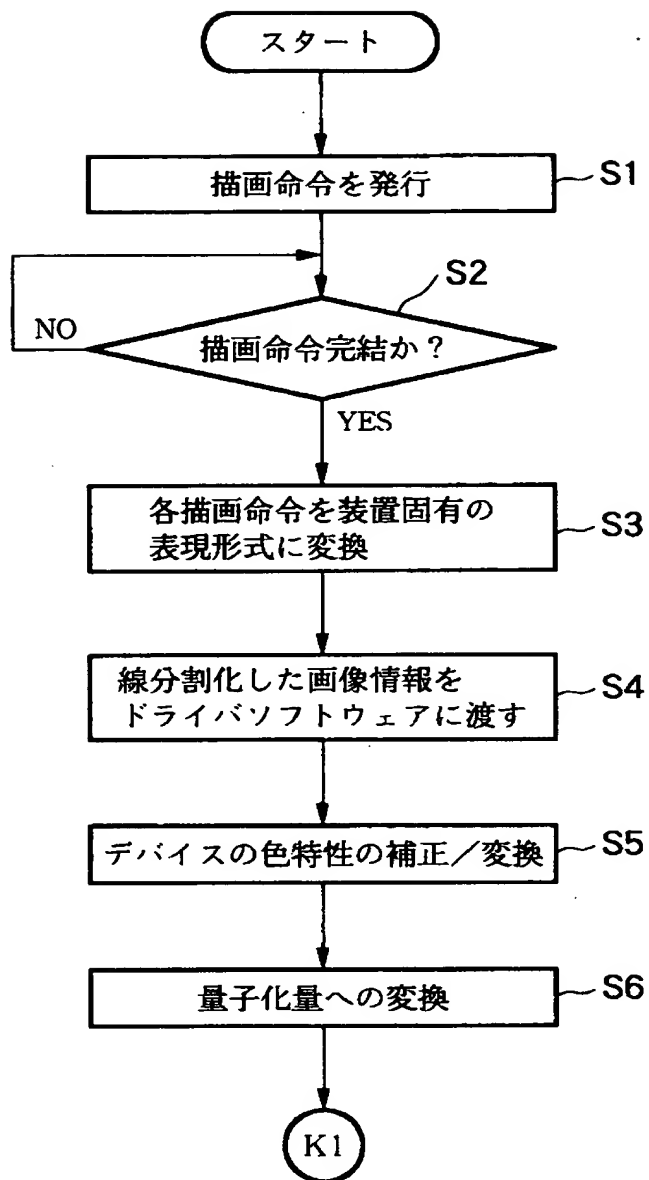 スタート
描画命令を発行
S1
S2
NO
描画命令完結か?
YES
各描画命令を装置固有の
表現形式に変換
S3
線分割化した画像情報を
ドライバソフトウェアに渡す
S4
デバイスの色特性の補正/変換
S5
量子化量への変換
S6
K1